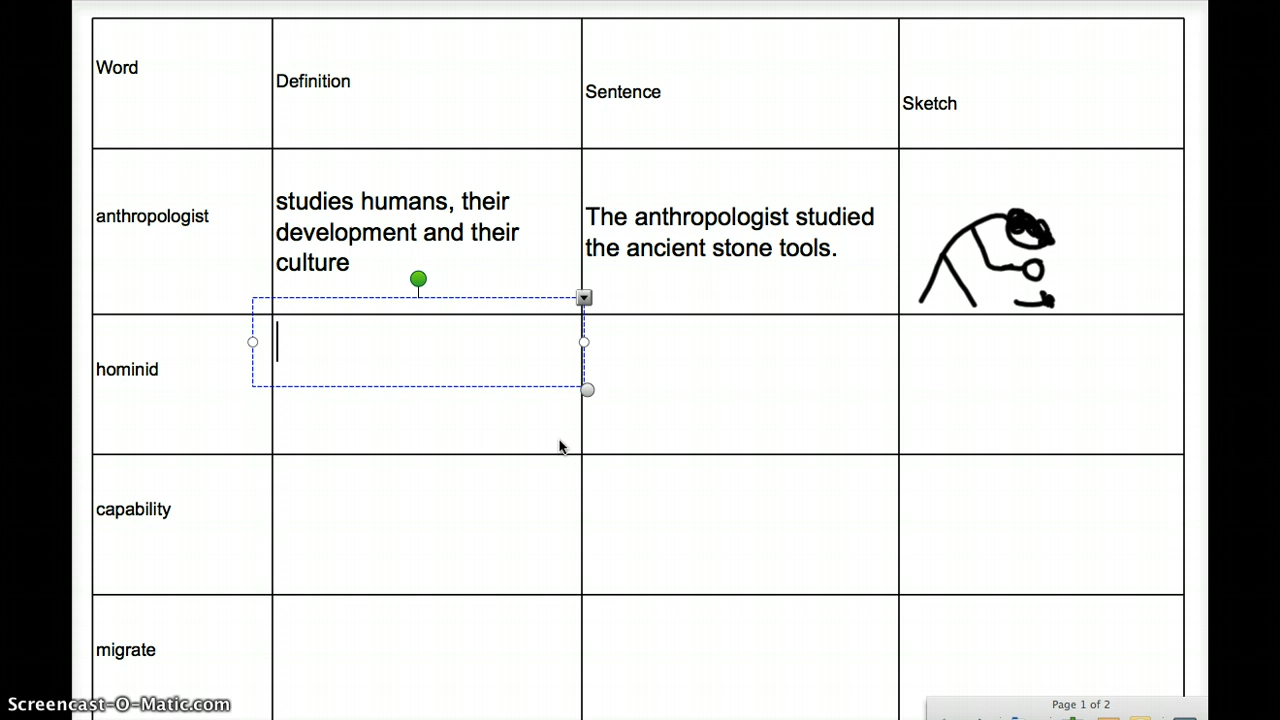 Word
Definition
Sentence
Sketch
anthropologist
studies humans, their
development and their
culture
The anthropologist studied
the ancient stone tools.
hominid
capability
migrate
Screencast-O-Matic.com
Page 1 of 2